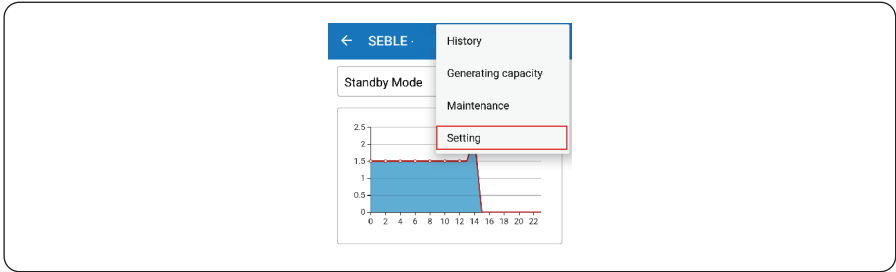 SEBLE ·
History
Generating capacity
Maintenance
Setting
Standby Mode
2.5
2
1.5
1
0.5
0
0 2 4 6 8 10 12 14 16 18 20 22